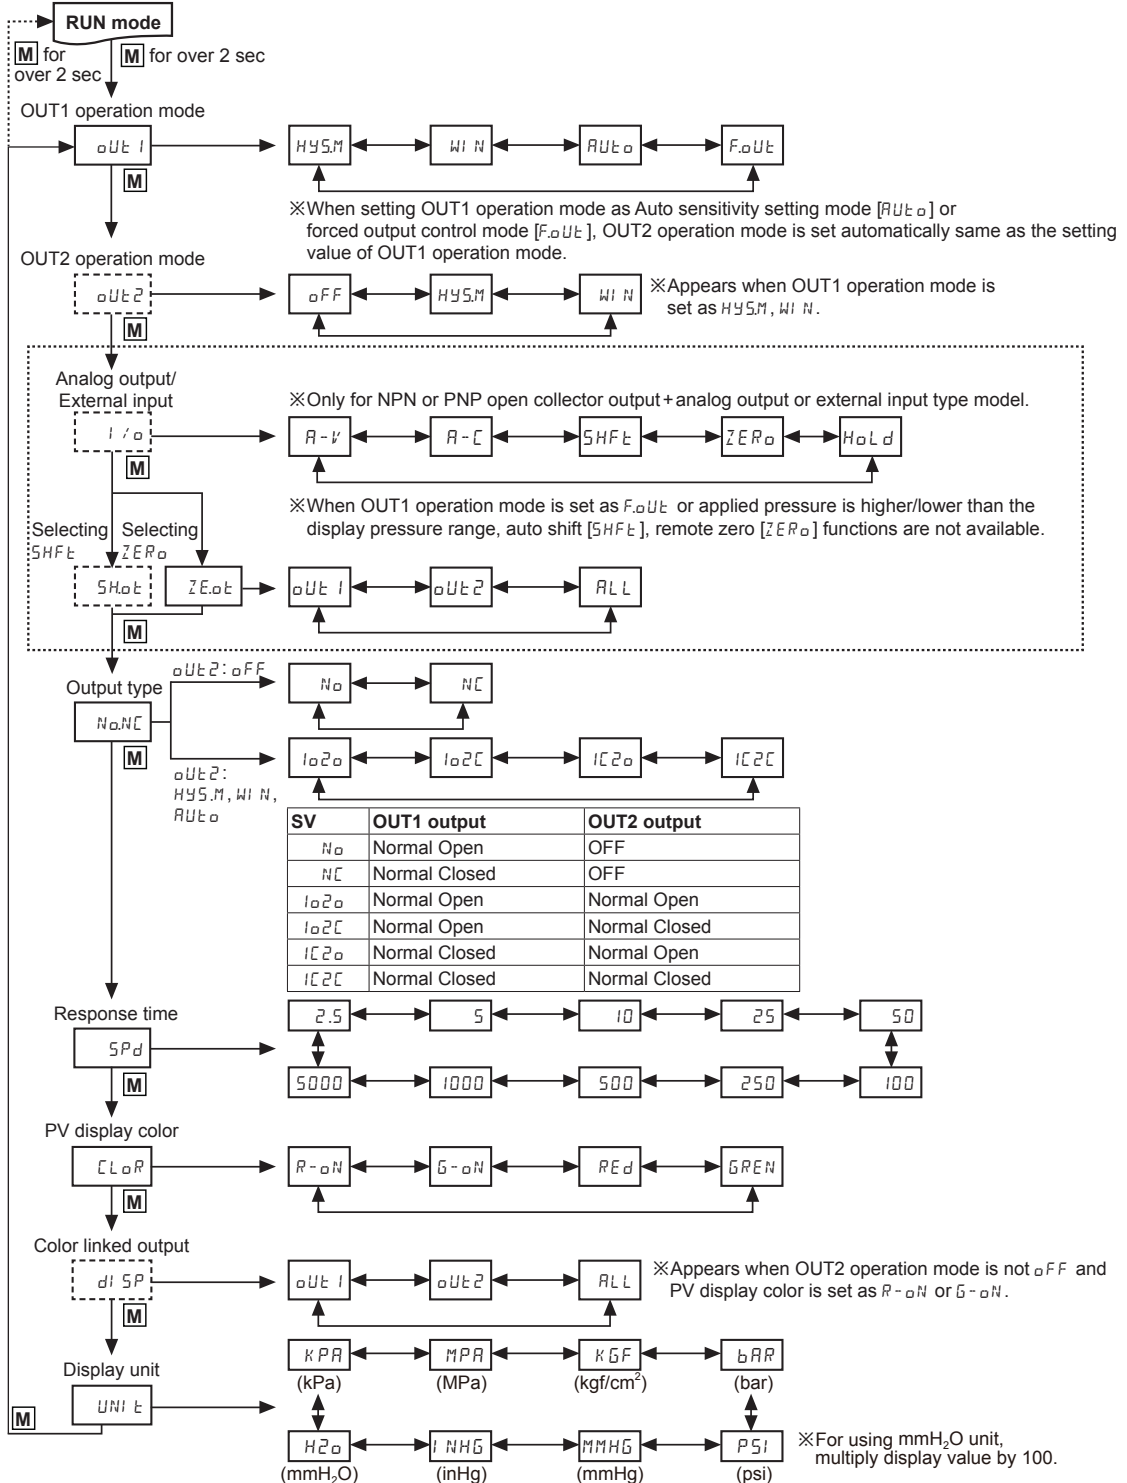 RUN mode
M for over 2 sec
M for over 2 sec
OUT1 operation mode
oUt1 HYS.M WIN AUto F.oUt
M
※When setting OUT1 operation mode as Auto sensitivity setting mode [AUto] or
forced output control mode [F.oUt], OUT2 operation mode is set automatically same as the setting
value of OUT1 operation mode.
OUT2 operation mode
oUt2 oFF HYS.M WIN
※Appears when OUT1 operation mode is
set as HYS.M, WIN.
M
Analog output/
External input
※Only for NPN or PNP open collector output+analog output or external input type model.
I/o A-V A-C SHFt ZERo HoLd
M
※When OUT1 operation mode is set as F.oUt or applied pressure is higher/lower than the
display pressure range, auto shift [SHFt], remote zero [ZERo] functions are not available.
Selecting SHFt
Selecting ZERo
SH.ot ZE.ot oUt1 oUt2 ALL
M
Output type
oUt2: oFF
No NC
No.NC
M
oUt2:
HYS.M, WIN,
AUto
1o2o 1o2C 1C2o 1C2C
SV OUT1 output OUT2 output
No Normal Open OFF
NC Normal Closed OFF
1o2o Normal Open Normal Open
1o2C Normal Open Normal Closed
1C2o Normal Closed Normal Open
1C2C Normal Closed Normal Closed
Response time
2.5 5 10 25 50
SPd
5000 1000 500 250 100
M
PV display color
CLoR R-oN G-oN REd GREN
M
Color linked output
dISP oUt1 oUt2 ALL
※Appears when OUT2 operation mode is not oFF and
PV display color is set as R-oN or G-oN.
M
Display unit
KPA MPA KGF bAR
(kPa) (MPa) (kgf/cm²) (bar)
UNIt
M
H2o INHG MMHG PSI
(mmH₂O) (inHg) (mmHg) (psi)
※For using mmH₂O unit,
multiply display value by 100.